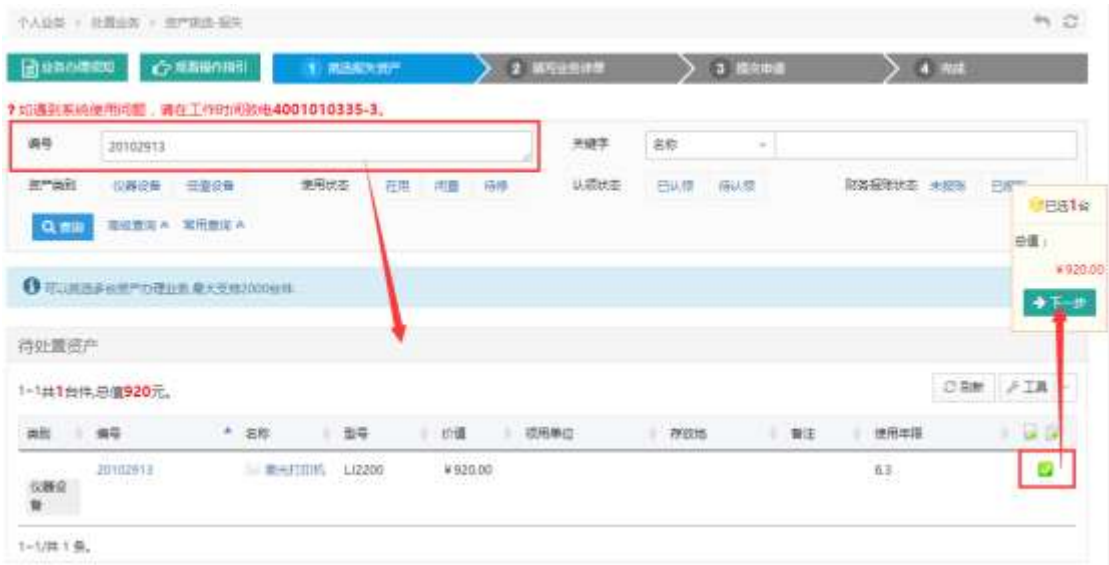 个人业务 › 处置业务 › 资产挑选-报失
业务办理须知 观看操作指引 1 挑选报失资产 2 填写业务详单 3 提交申请 4 完成
? 如遇到系统使用问题，请在工作时间致电4001010335-3。
编号 20102913 关键字 名称
资产类别 仪器设备 使用状态 在用 闲置 待修 认领状态 已认领 待认领 财务报账状态 未报账
查询 高级查询 常用查询
已选1台
总值：
￥920.00
下一步
可以挑选多台资产办理业务,最大支持2000台件.
待处置资产
1~1共1台件,总值920元。 刷新 工具
类别 编号 名称 型号 价值 领用单位 存放地 备注 使用年限
仪器设备 20102913 激光打印机 LJ2200 ￥920.00 6.3
1~1/共 1 条。